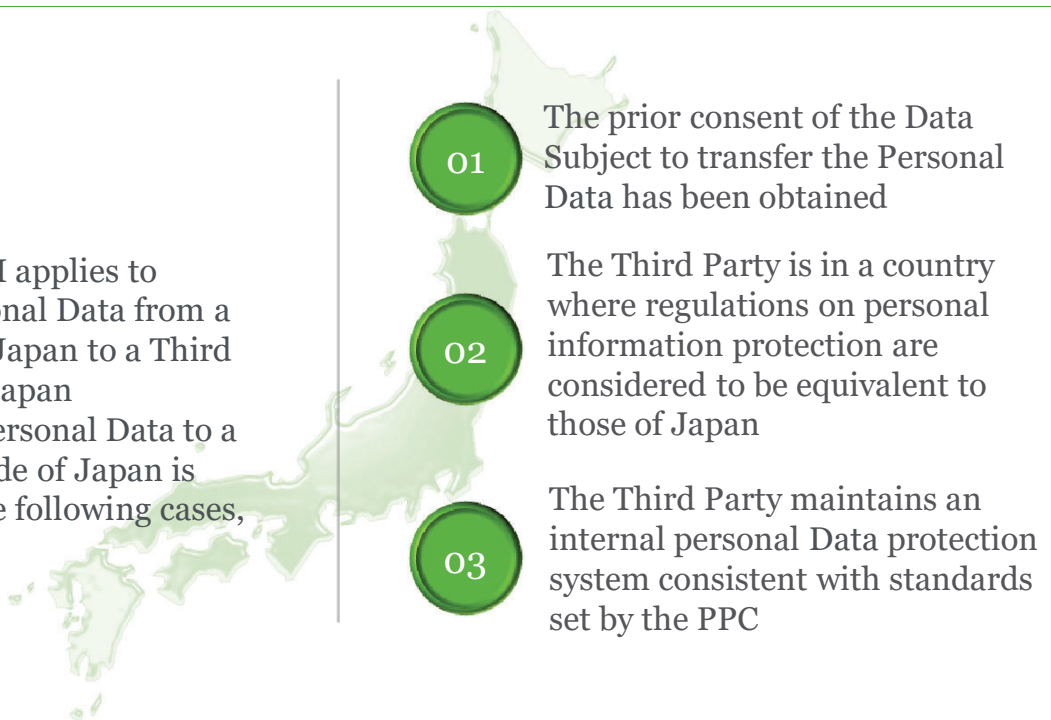 I applies to
onal Data from a
Japan to a Third
apan
ersonal Data to a
de of Japan is
e following cases,
01
The prior consent of the Data
Subject to transfer the Personal
Data has been obtained
02
The Third Party is in a country
where regulations on personal
information protection are
considered to be equivalent to
those of Japan
03
The Third Party maintains an
internal personal Data protection
system consistent with standards
set by the PPC